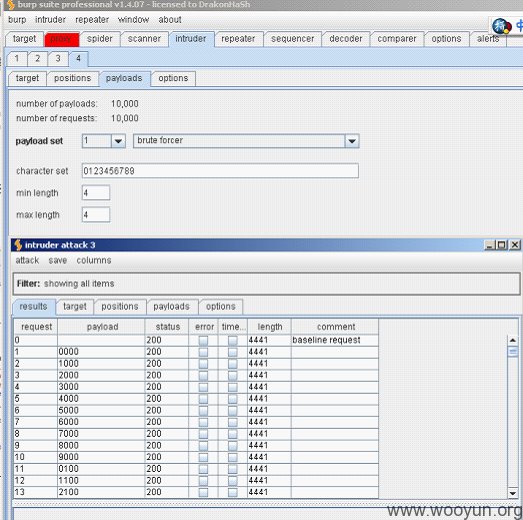 burp suite professional v1.4.07 - licensed to DrakonHaSh
burp intruder repeater window about
target proxy spider scanner intruder repeater sequencer decoder comparer options alerts
1 2 3 4
target positions payloads options
number of payloads: 10,000
number of requests: 10,000
payload set 1 brute forcer
character set 0123456789
min length 4
max length 4
intruder attack 3
attack save columns
Filter: showing all items
results target positions payloads options
request payload status error time... length comment
0 200 4441 baseline request
1 0000 200 4441
2 1000 200 4441
3 2000 200 4441
4 3000 200 4441
5 4000 200 4441
6 5000 200 4441
7 6000 200 4441
8 7000 200 4441
9 8000 200 4441
10 9000 200 4441
11 0100 200 4441
12 1100 200 4441
13 2100 200 4441
www.wooyun.org